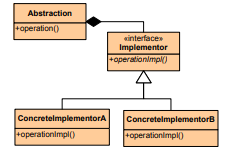 Abstraction
+operation()
«interface»
Implementor
+operationImpl()
ConcreteImplementorA
+operationImpl()
ConcreteImplementorB
+operationImpl()